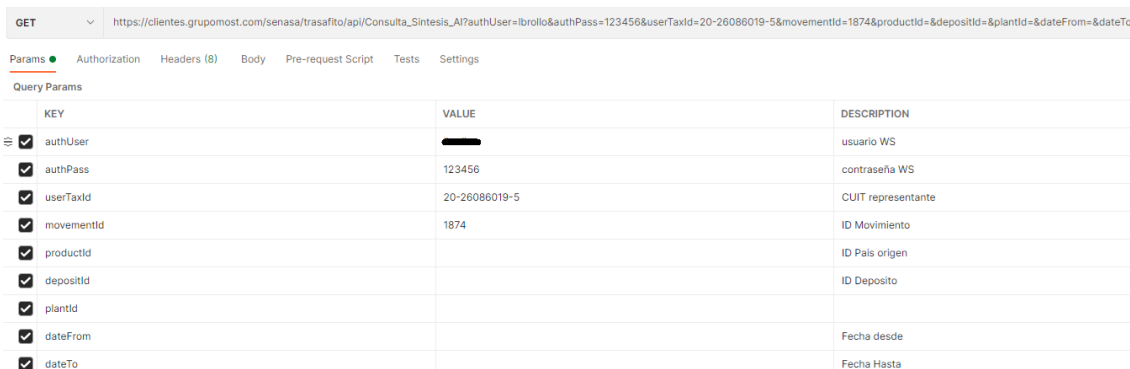 GET https://clientes.grupomost.com/senasa/trasafito/api/Consulta_Sintesis_AI?authUser=lbrollo&authPass=123456&userTaxId=20-26086019-5&movementId=1874&productId=&depositId=&plantId=&dateFrom=&dateTo
Params Authorization Headers (8) Body Pre-request Script Tests Settings
Query Params
KEY VALUE DESCRIPTION
authUser usuario WS
authPass 123456 contraseña WS
userTaxId 20-26086019-5 CUIT representante
movementId 1874 ID Movimiento
productId ID Pais origen
depositId ID Deposito
plantId
dateFrom Fecha desde
dateTo Fecha Hasta